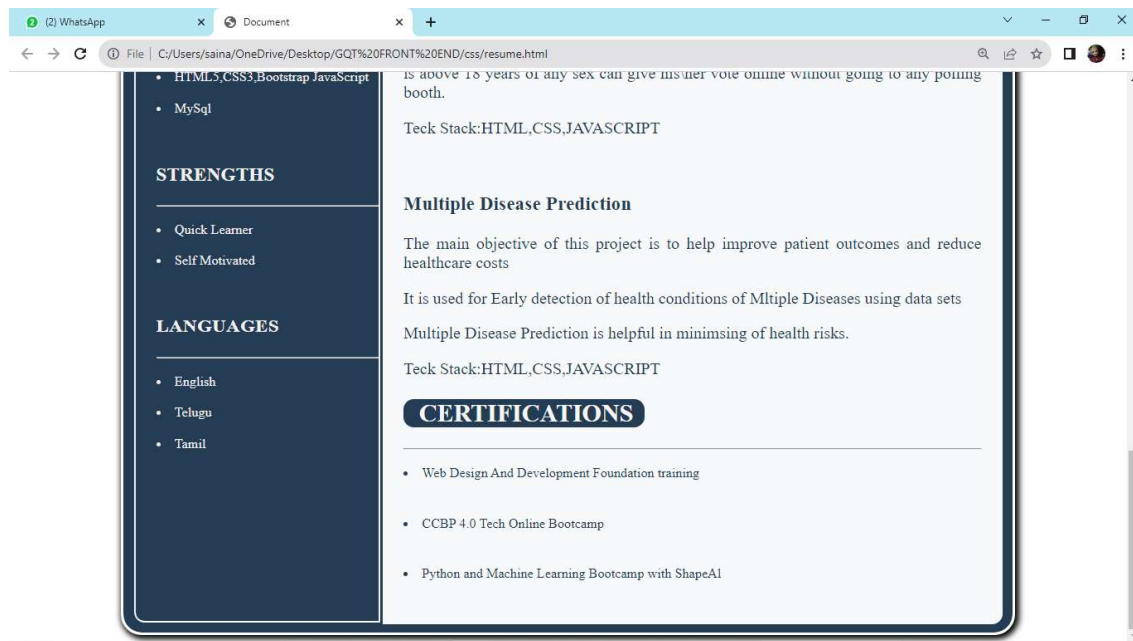 (2) WhatsApp
Document
File | C:/Users/saina/OneDrive/Desktop/GQT%20FRONT%20END/css/resume.html
HTML5,CSS3,Bootstrap JavaScript
MySql
STRENGTHS
Quick Learner
Self Motivated
LANGUAGES
English
Telugu
Tamil
is above 18 years of any sex can give his\her vote online without going to any polling
booth.
Teck Stack:HTML,CSS,JAVASCRIPT
Multiple Disease Prediction
The main objective of this project is to help improve patient outcomes and reduce
healthcare costs
It is used for Early detection of health conditions of Mltiple Diseases using data sets
Multiple Disease Prediction is helpful in minimsing of health risks.
Teck Stack:HTML,CSS,JAVASCRIPT
CERTIFICATIONS
Web Design And Development Foundation training
CCBP 4.0 Tech Online Bootcamp
Python and Machine Learning Bootcamp with ShapeAI